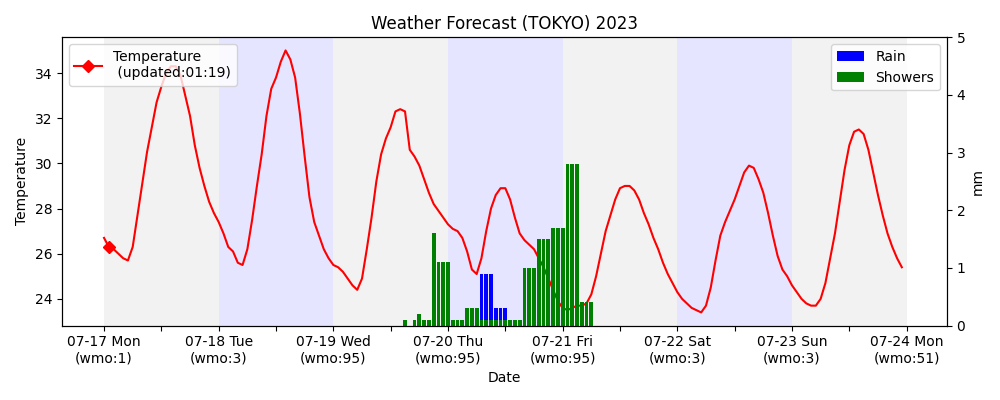 Weather Forecast (TOKYO) 2023
Temperature
(updated:01:19)
Rain
Showers
Temperature
34
32
30
28
26
24
5
4
3
2
1
0
mm
07-17 Mon
(wmo:1)
07-18 Tue
(wmo:3)
07-19 Wed
(wmo:95)
07-20 Thu
(wmo:95)
07-21 Fri
(wmo:95)
07-22 Sat
(wmo:3)
07-23 Sun
(wmo:3)
07-24 Mon
(wmo:51)
Date